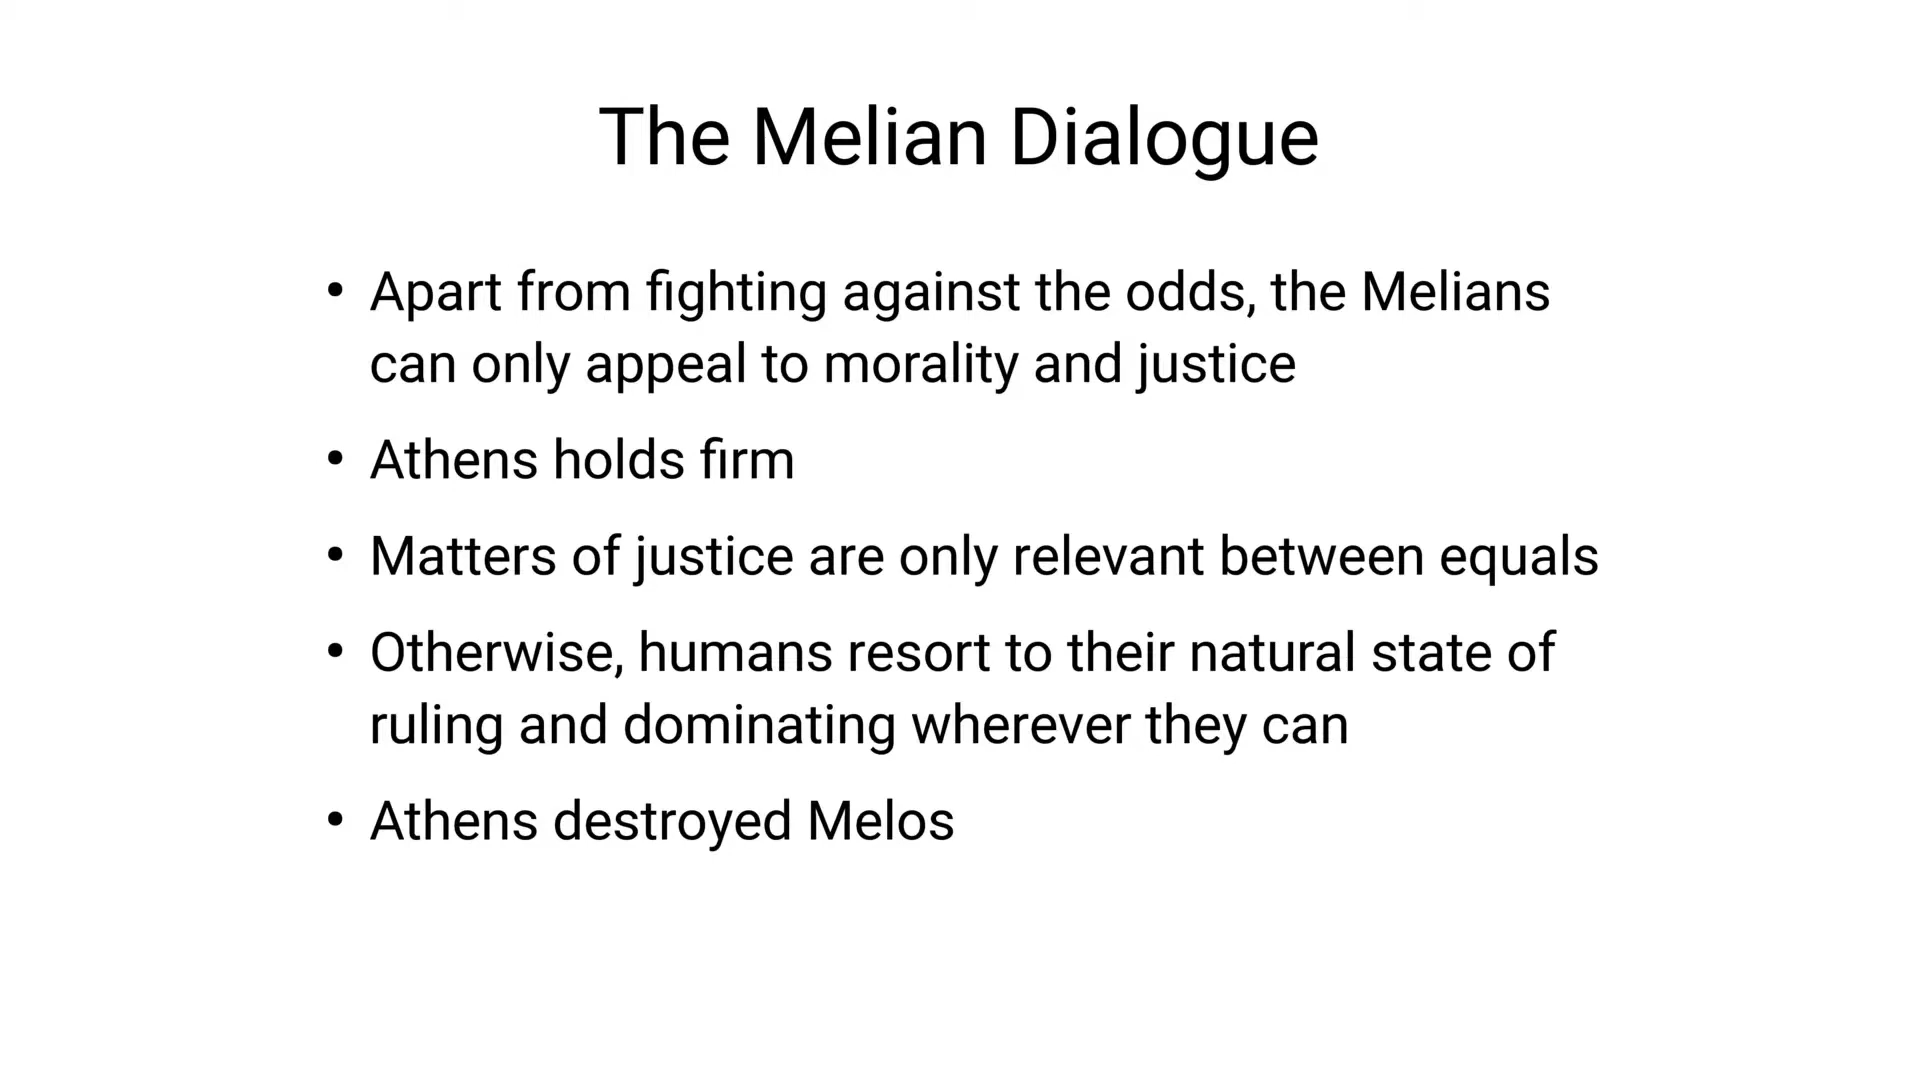 The Melian Dialogue
• Apart from fighting against the odds, the Melians
can only appeal to morality and justice
• Athens holds firm
• Matters of justice are only relevant between equals
• Otherwise, humans resort to their natural state of
ruling and dominating wherever they can
• Athens destroyed Melos